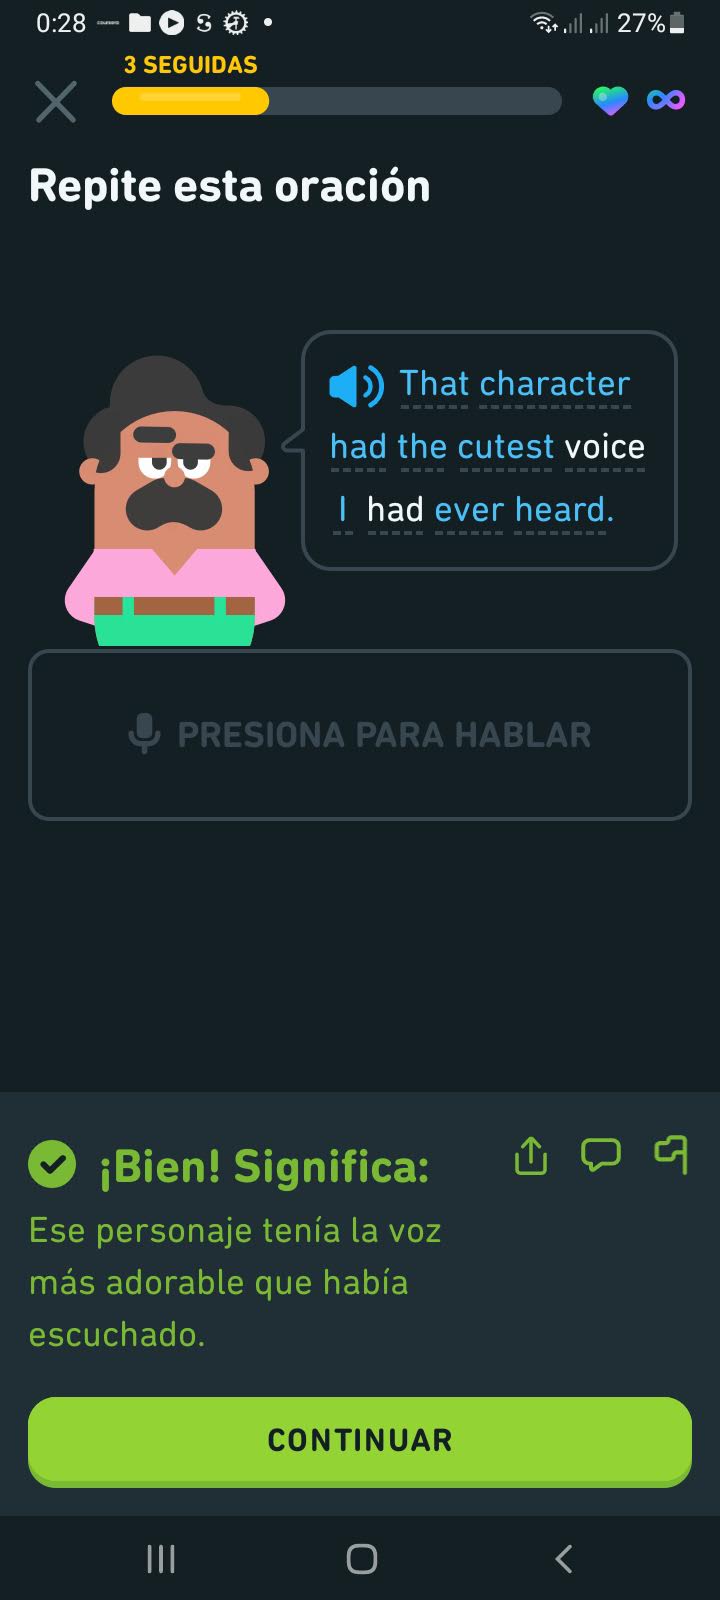 0:28
27%
3 SEGUIDAS
Repite esta oración
That character
had the cutest voice
I had ever heard.
PRESIONA PARA HABLAR
¡Bien! Significa:
Ese personaje tenía la voz
más adorable que había
escuchado.
CONTINUAR